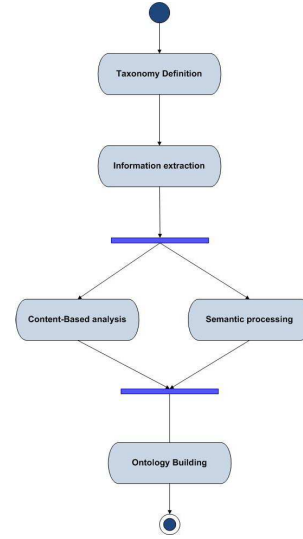 Taxonomy Definition
Information extraction
Content-Based analysis
Semantic processing
Ontology Building